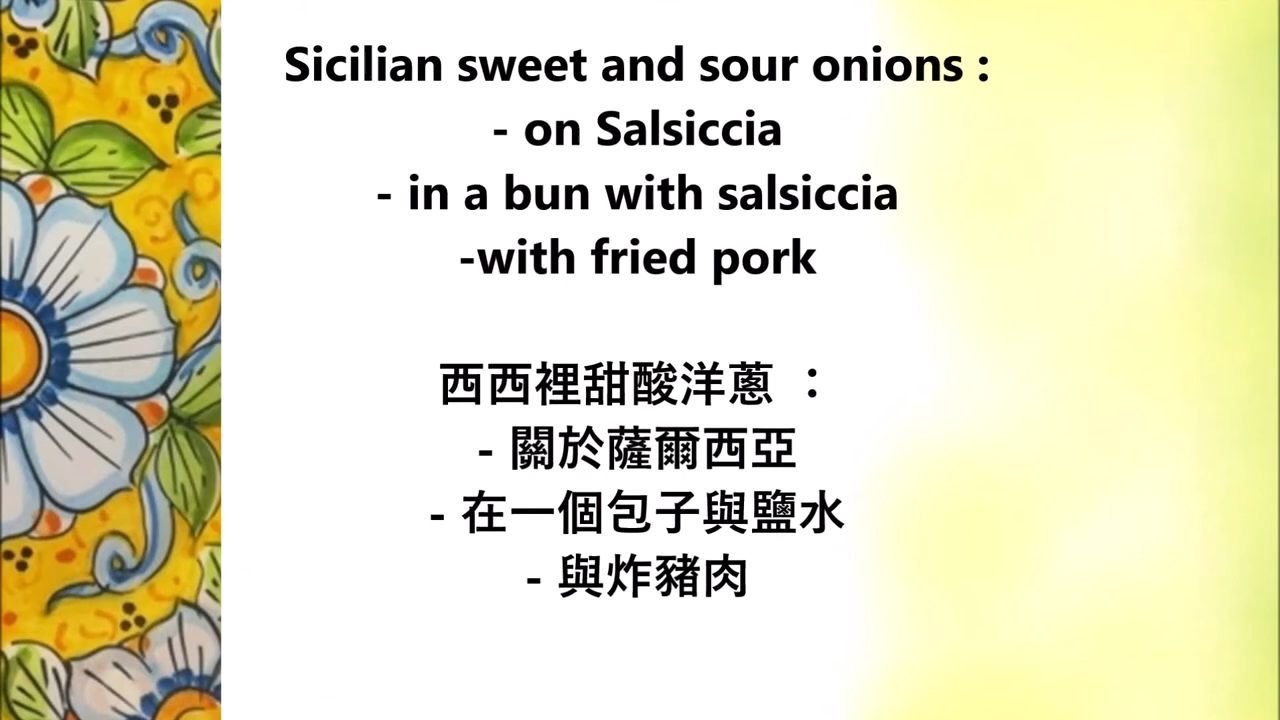 Sicilian sweet and sour onions :
- on Salsiccia
- in a bun with salsiccia
-with fried pork
西西裡甜酸洋蔥 ：
- 關於薩爾西亞
- 在一個包子與鹽水
- 與炸豬肉